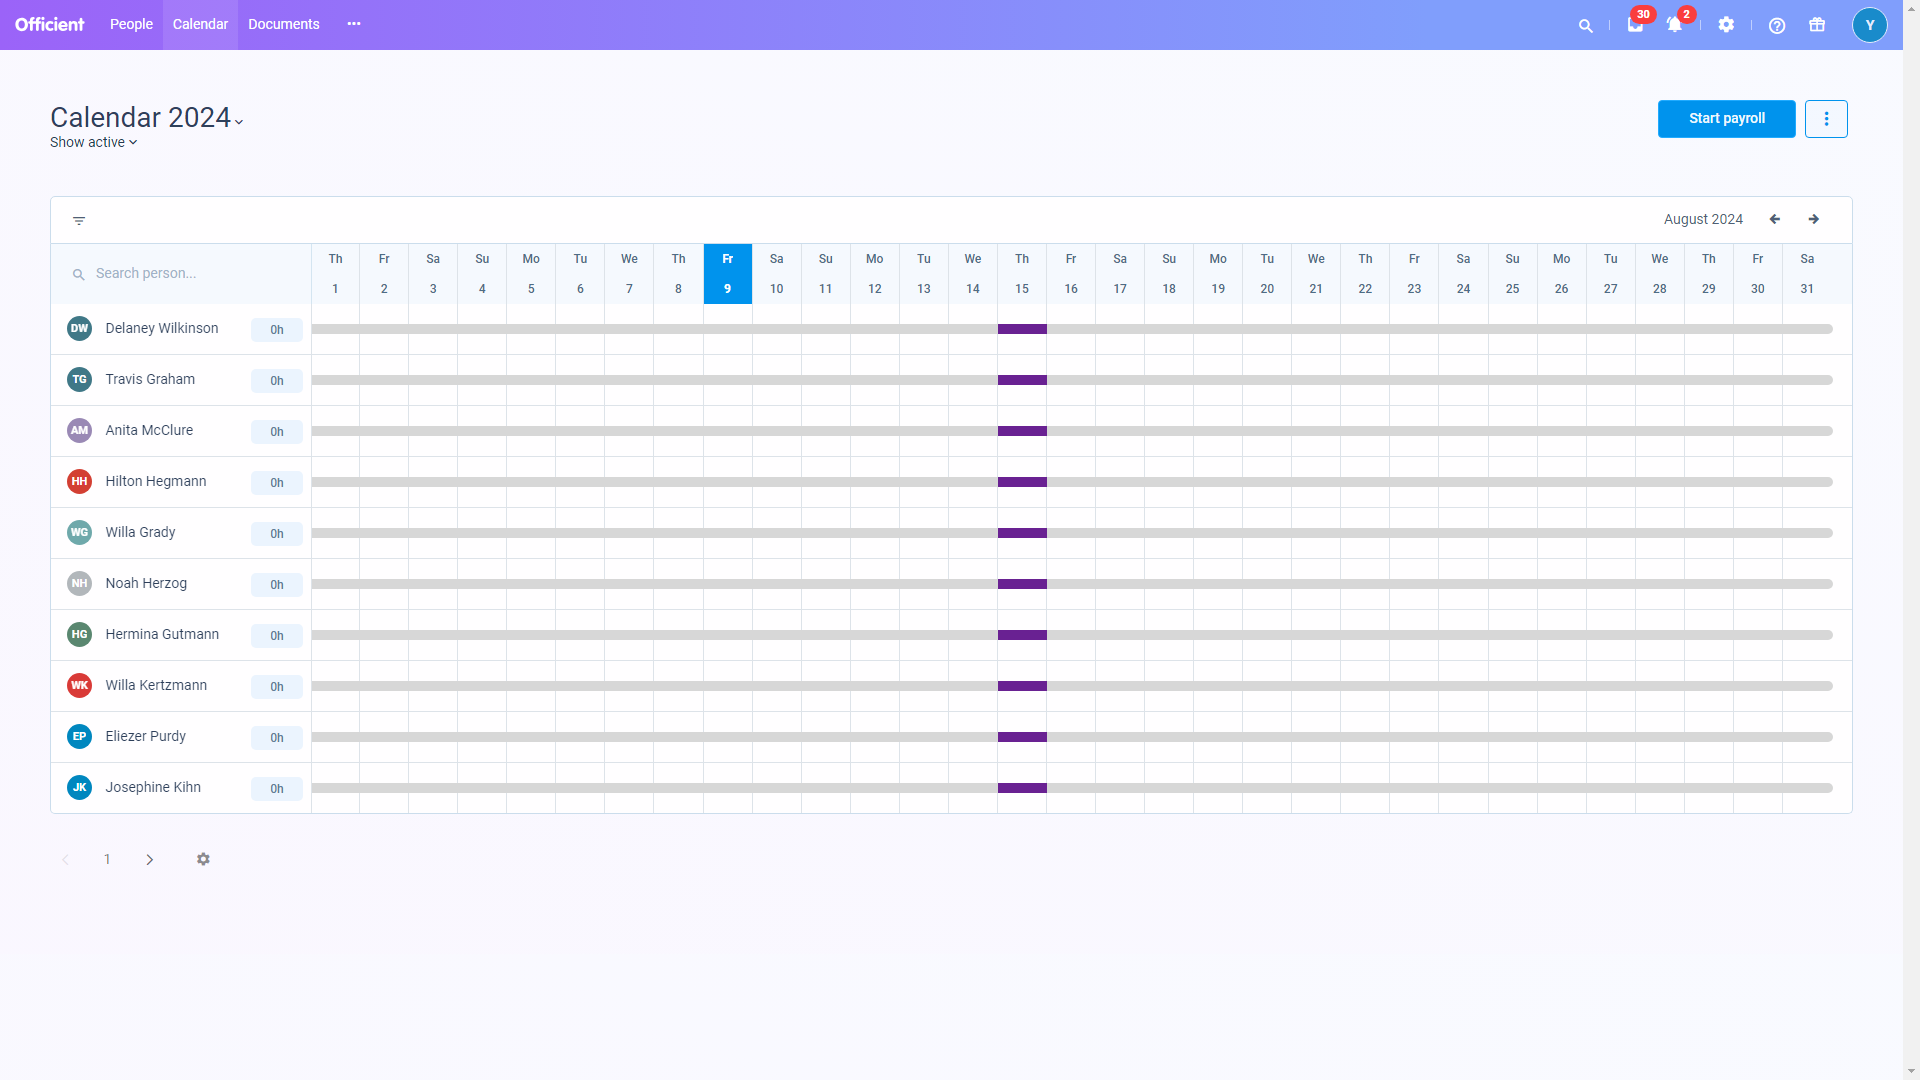 Officient People Calendar Documents 30 2 Y
Calendar 2024
Show active
Start payroll
August 2024
Th Fr Sa Su Mo Tu We Th Fr Sa Su Mo Tu We Th Fr Sa Su Mo Tu We Th Fr Sa Su Mo Tu We Th Fr Sa
Search person...
1 2 3 4 5 6 7 8 9 10 11 12 13 14 15 16 17 18 19 20 21 22 23 24 25 26 27 28 29 30 31
DW Delaney Wilkinson 0h
TG Travis Graham 0h
AM Anita McClure 0h
HH Hilton Hegmann 0h
WG Willa Grady 0h
NH Noah Herzog 0h
HG Hermina Gutmann 0h
WK Willa Kertzmann 0h
EP Eliezer Purdy 0h
JK Josephine Kihn 0h
1